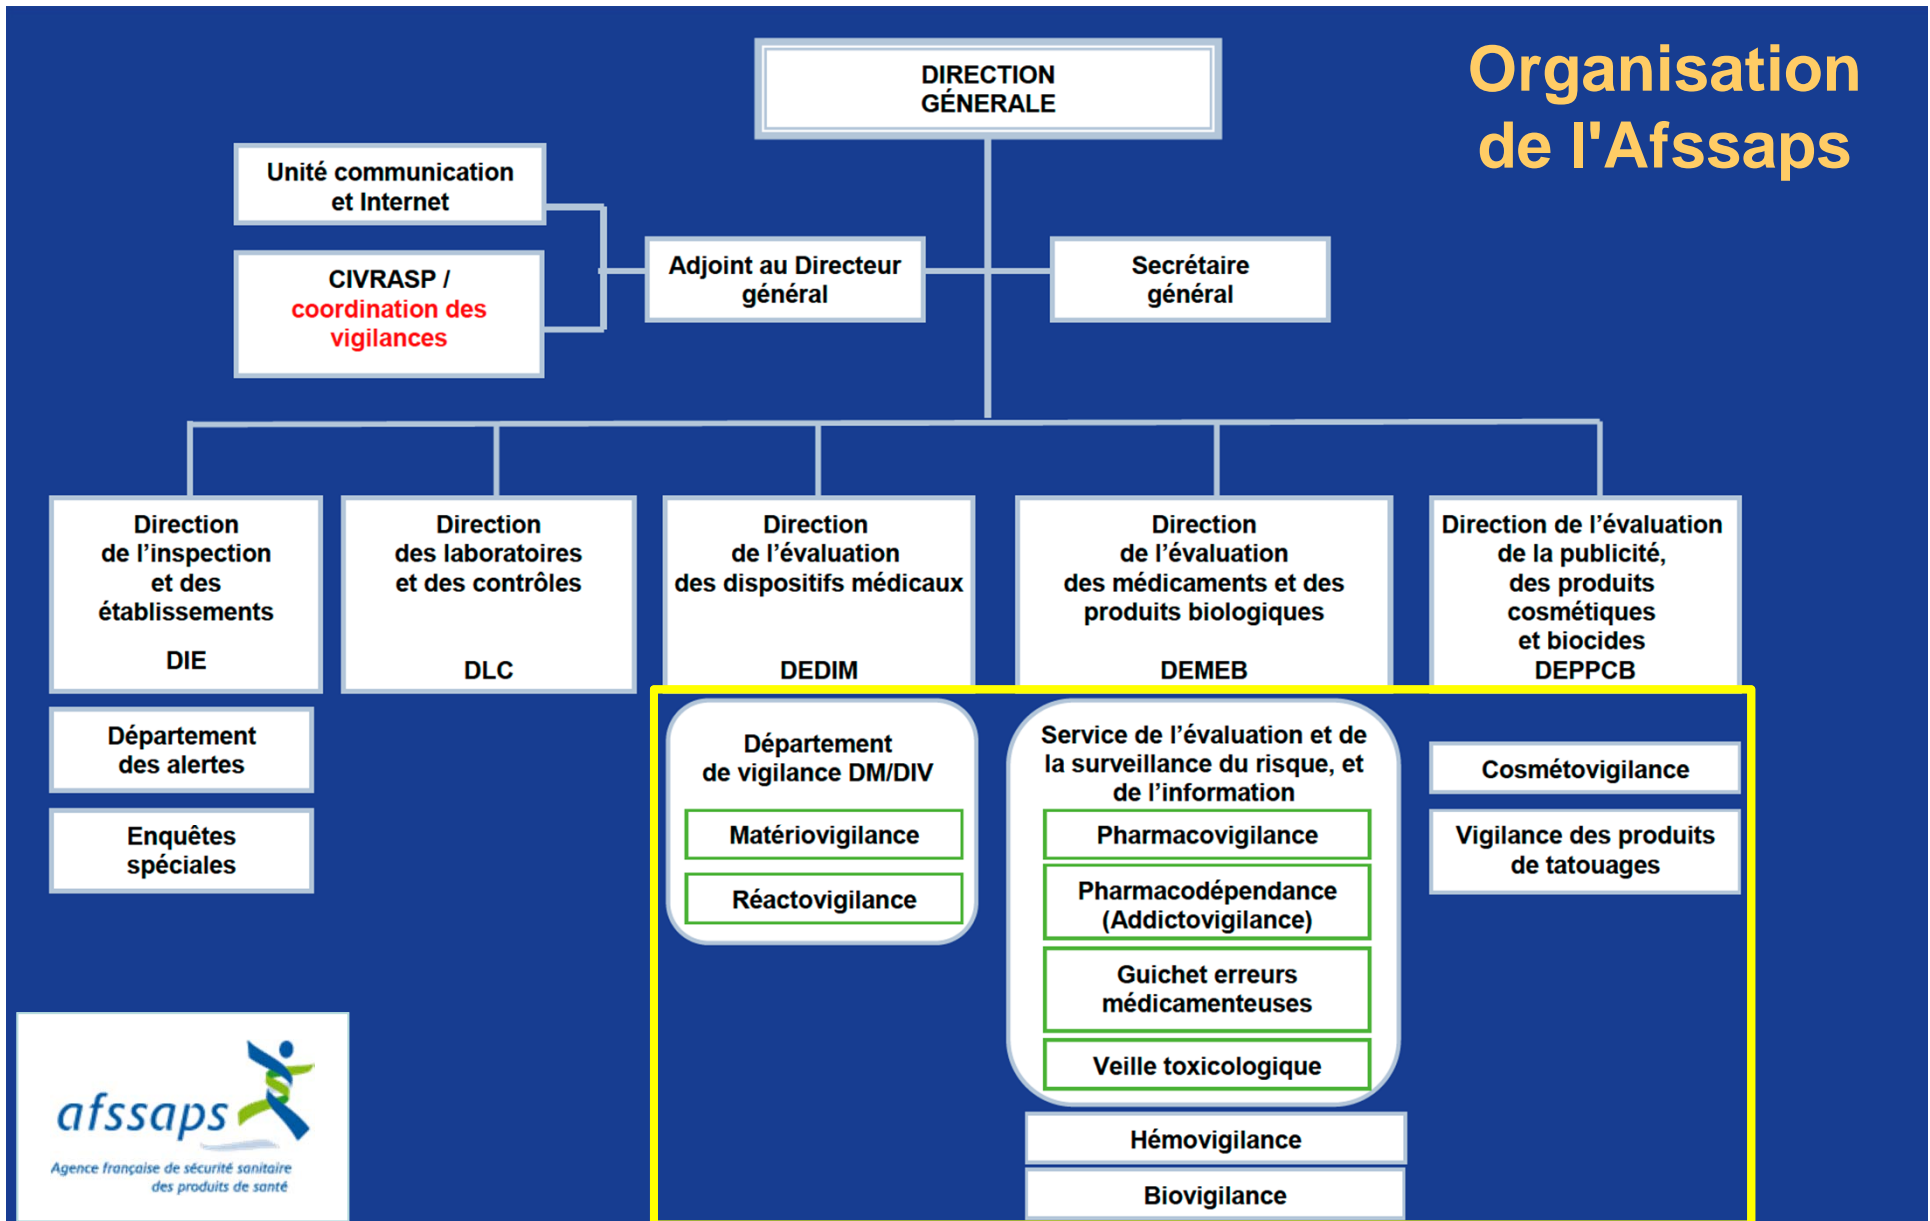 Organisation
de l'Afssaps
DIRECTION
GÉNERALE
Unité communication
et Internet
CIVRASP /
coordination des
vigilances
Adjoint au Directeur
général
Secrétaire
général
Direction
de l’inspection
et des
établissements
DIE
Direction
des laboratoires
et des contrôles
DLC
Direction
de l’évaluation
des dispositifs médicaux
DEDIM
Direction
de l’évaluation
des médicaments et des
produits biologiques
DEMEB
Direction de l’évaluation
de la publicité,
des produits
cosmétiques
et biocides
DEPPCB
Département
des alertes
Enquêtes
spéciales
Département
de vigilance DM/DIV
Matériovigilance
Réactovigilance
Service de l’évaluation et de
la surveillance du risque, et
de l’information
Pharmacovigilance
Pharmacodépendance
(Addictovigilance)
Guichet erreurs
médicamenteuses
Veille toxicologique
Hémovigilance
Biovigilance
Cosmétovigilance
Vigilance des produits
de tatouages
afssaps
Agence française de sécurité sanitaire
des produits de santé